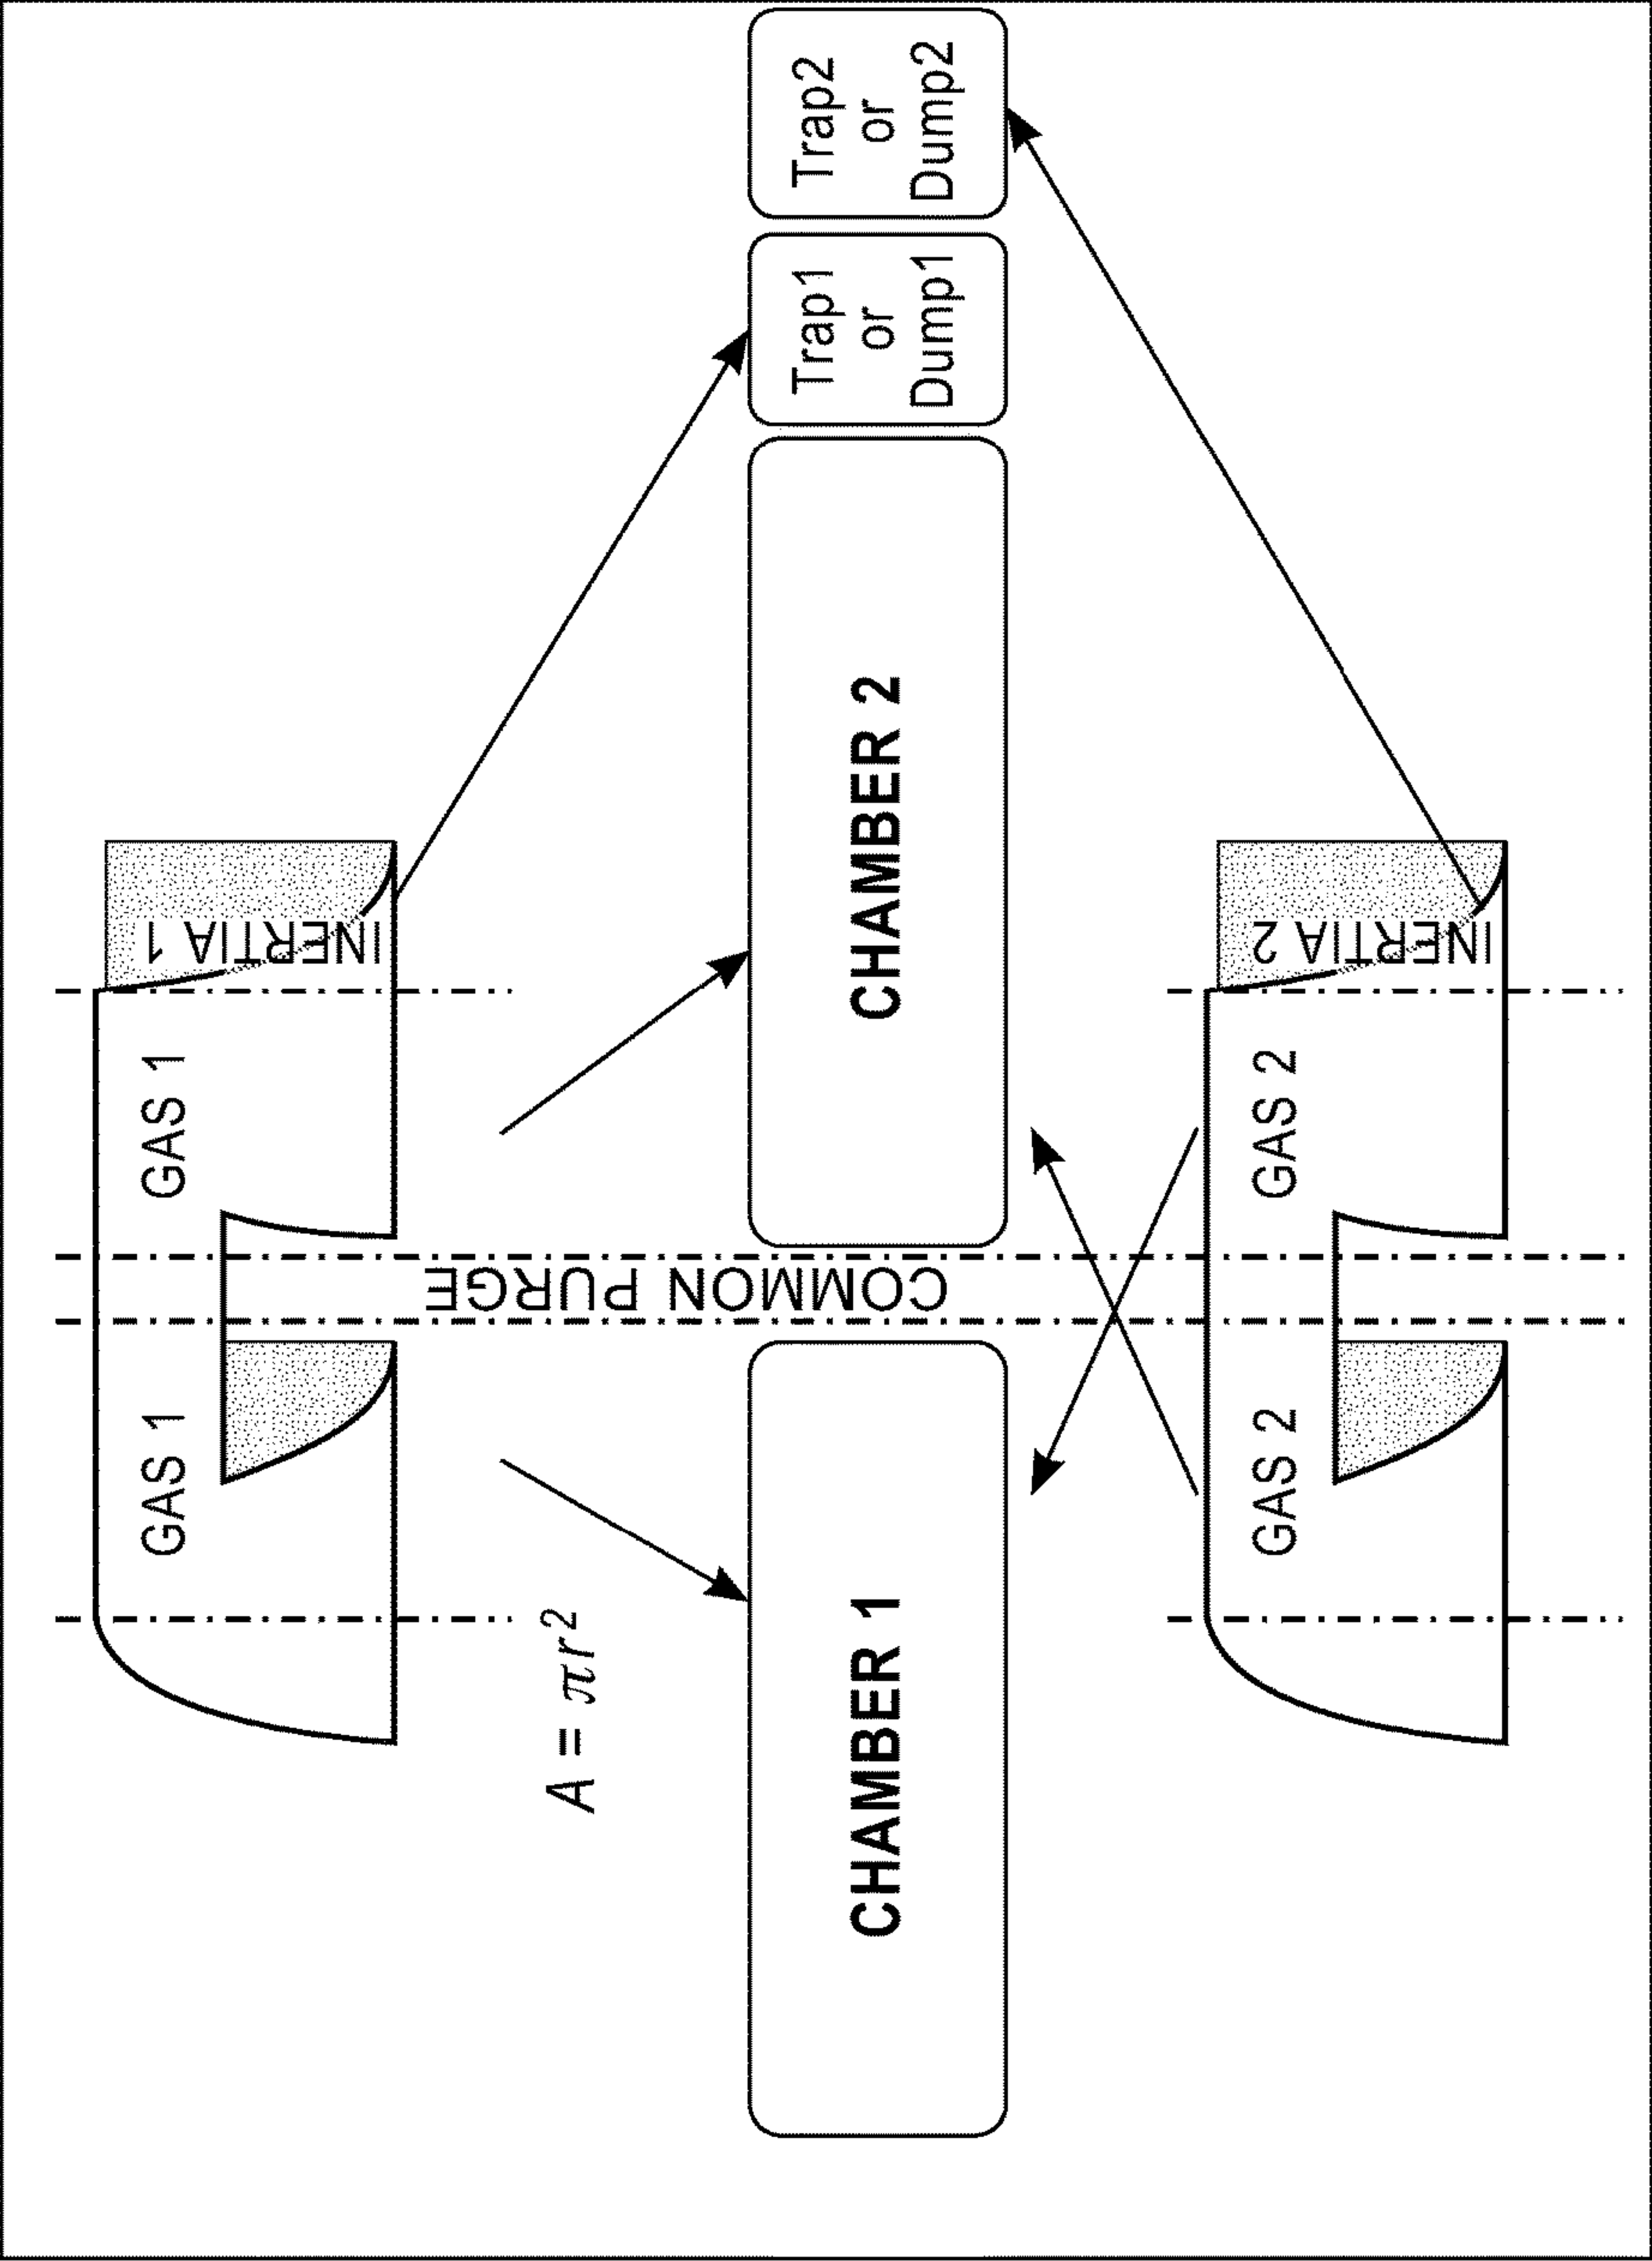 GAS 1
GAS 1
INERTIA 1
A = πr²
COMMON PURGE
CHAMBER 1
CHAMBER 2
Trap1
or
Dump1
Trap2
or
Dump2
GAS 2
GAS 2
INERTIA 2